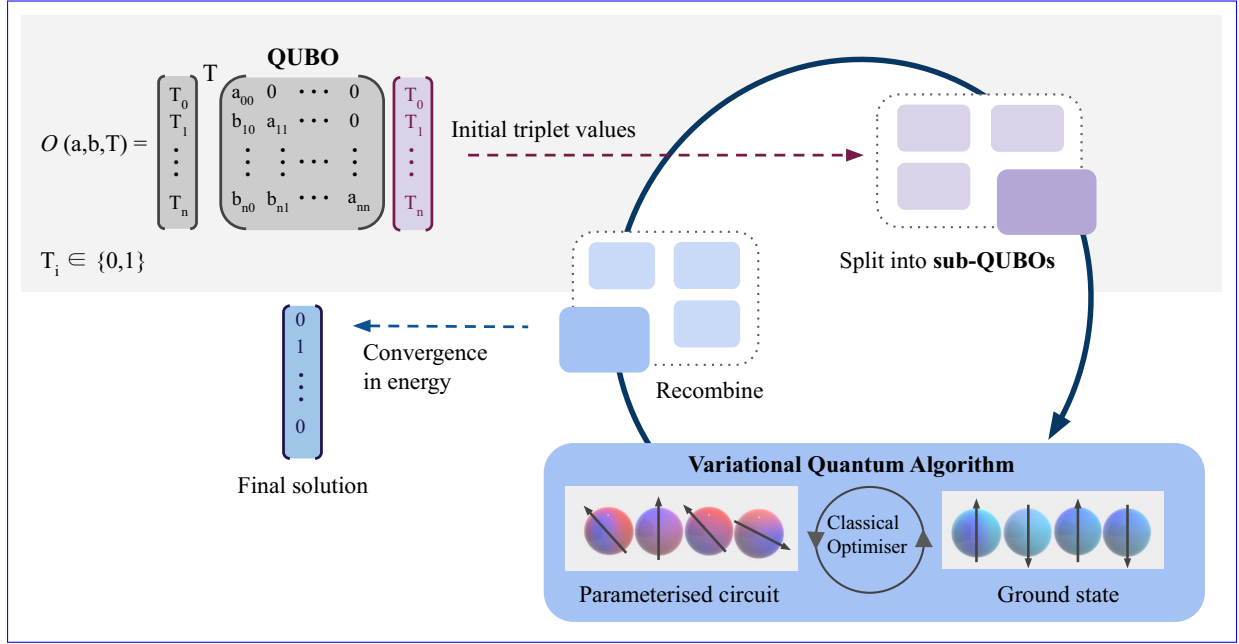 QUBO
O (a,b,T) =
T₀
T₁
⋮
Tₙ
T
a₀₀ 0 ··· 0
b₁₀ a₁₁ ··· 0
⋮ ⋮ ··· ⋮
bₙ₀ bₙ₁ ··· aₙₙ
T₀
T₁
⋮
Tₙ
Tᵢ ∈ {0,1}
Initial triplet values
Split into sub-QUBOs
Recombine
Convergence
in energy
0
1
⋮
0
Final solution
Variational Quantum Algorithm
Classical
Optimiser
Parameterised circuit
Ground state